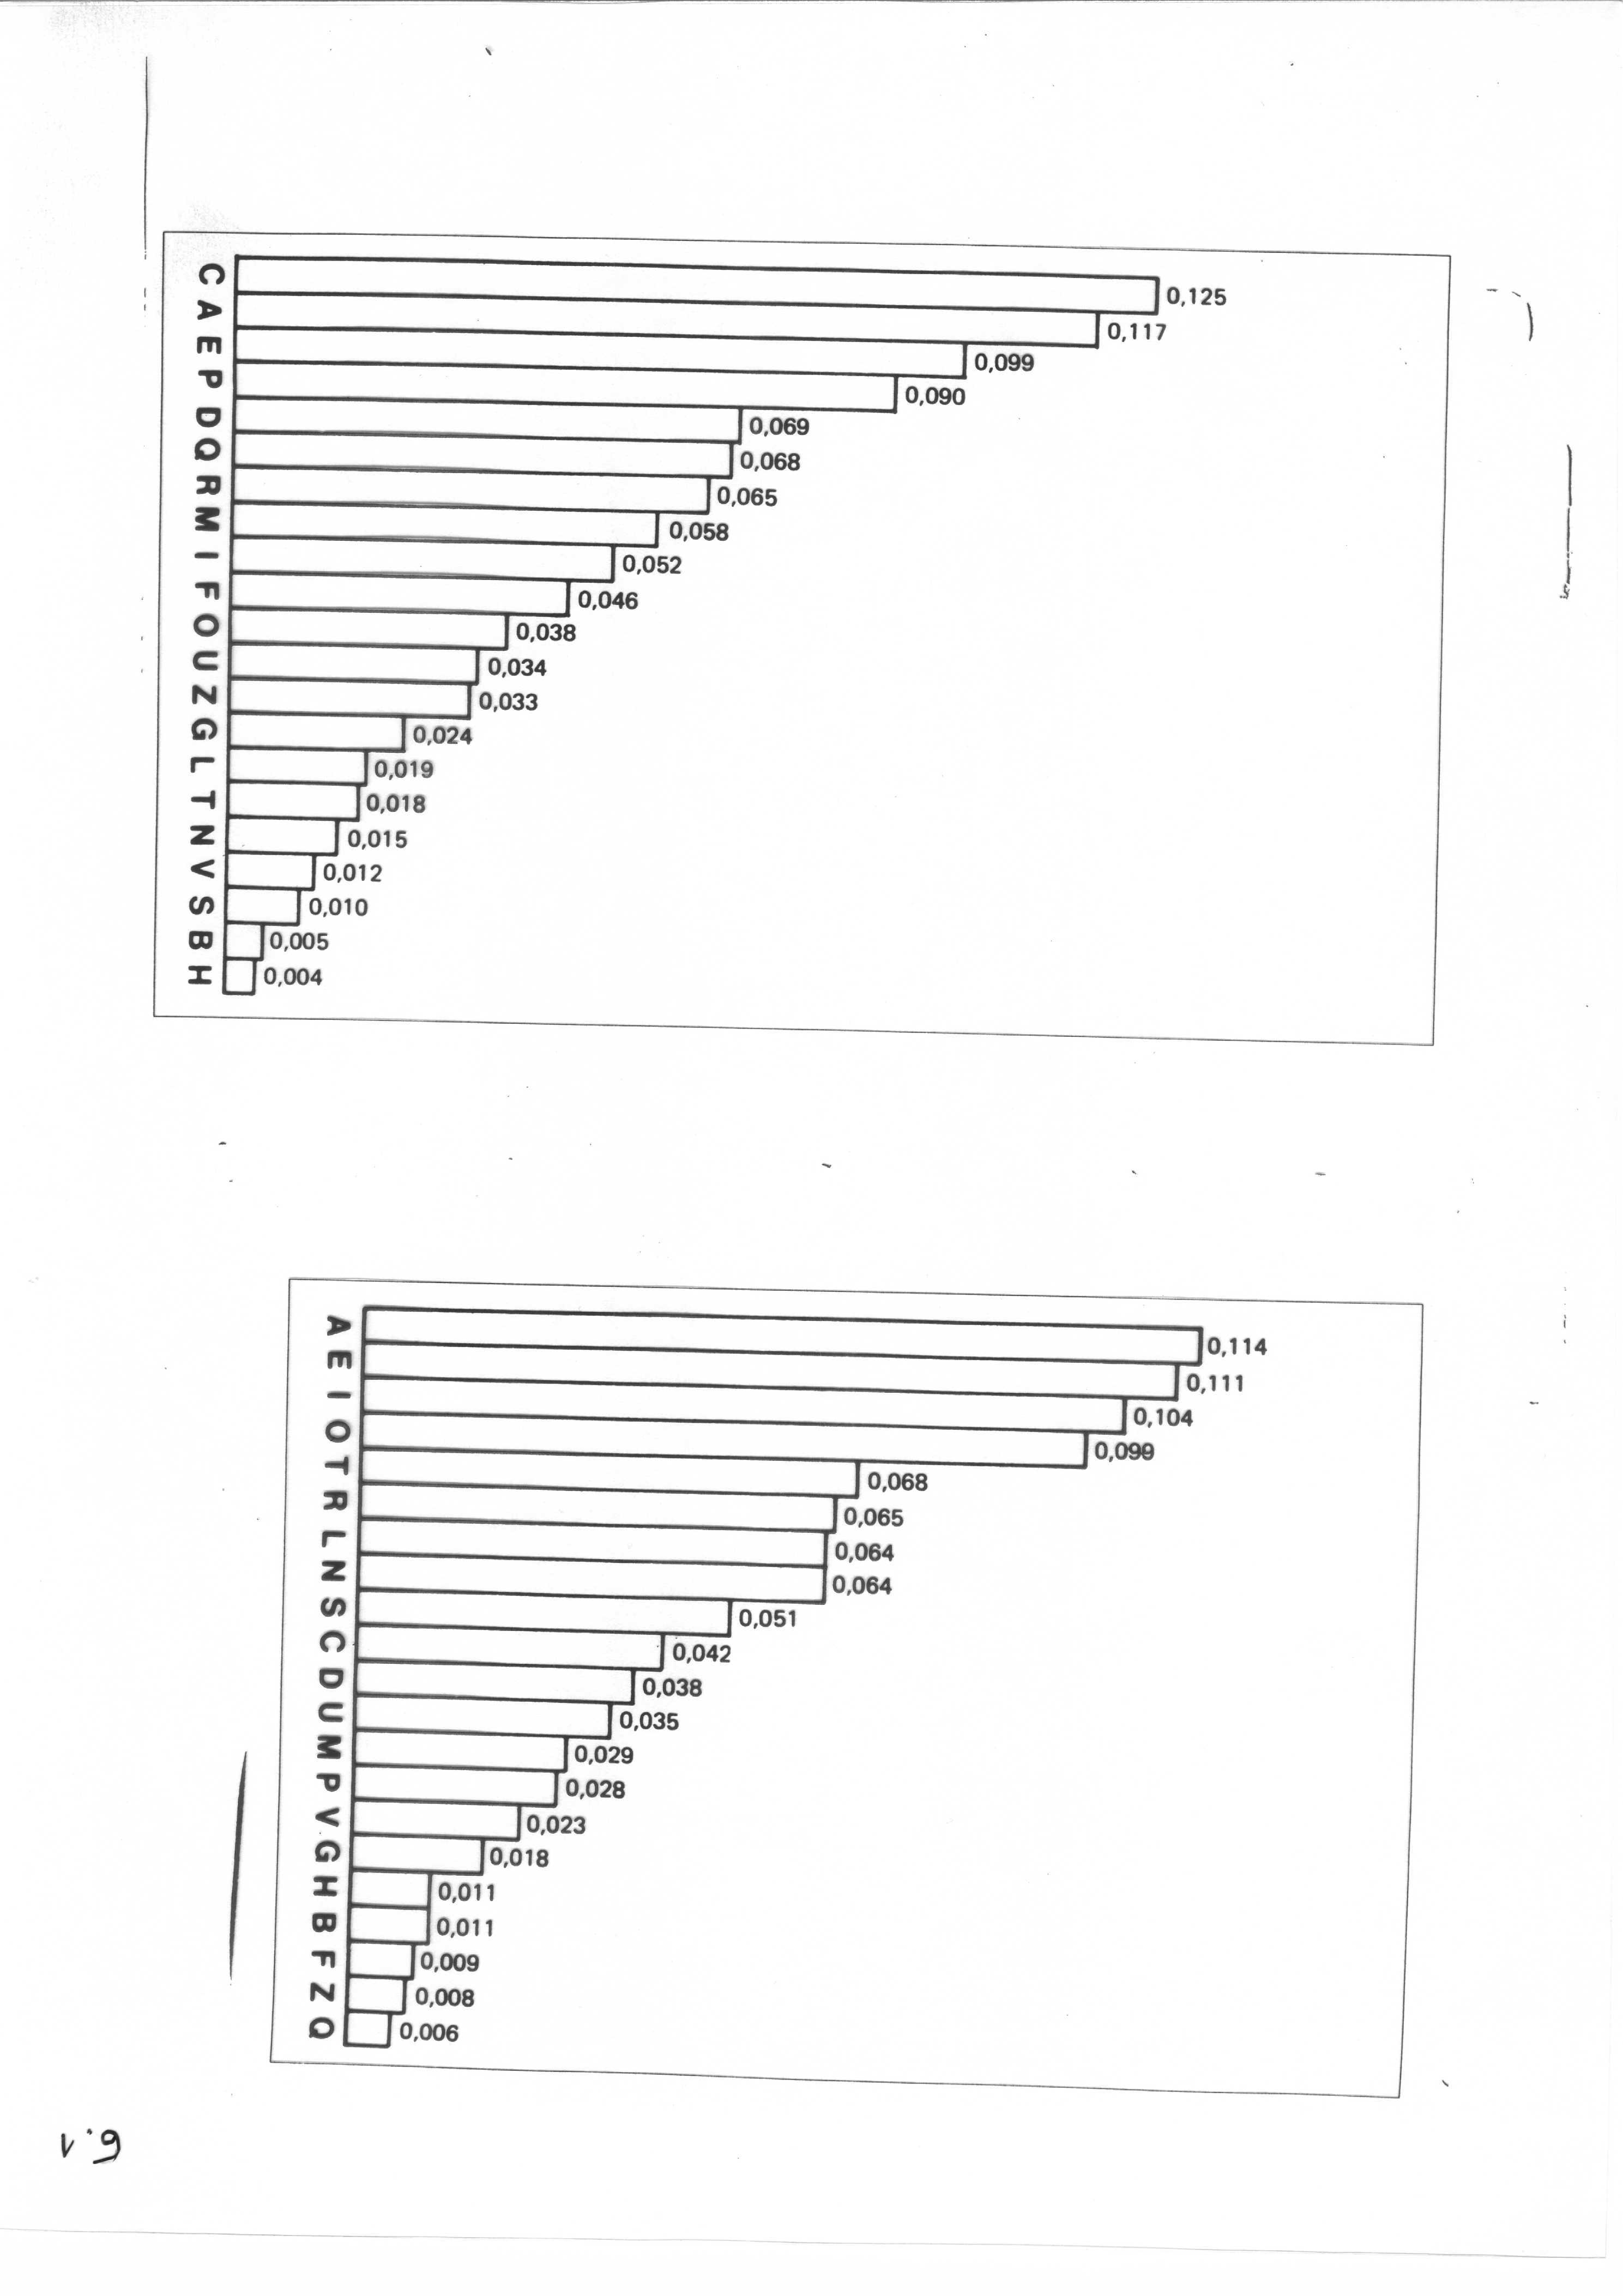 C 0,125
A 0,117
E 0,099
P 0,090
D 0,069
Q 0,068
R 0,065
M 0,058
I 0,052
F 0,046
O 0,038
U 0,034
Z 0,033
G 0,024
L 0,019
T 0,018
N 0,015
V 0,012
S 0,010
B 0,005
H 0,004
A 0,114
E 0,111
I 0,104
O 0,099
T 0,068
R 0,065
L 0,064
N 0,064
S 0,051
C 0,042
D 0,038
U 0,035
M 0,029
P 0,028
V 0,023
G 0,018
H 0,011
B 0,011
F 0,009
Z 0,008
Q 0,006